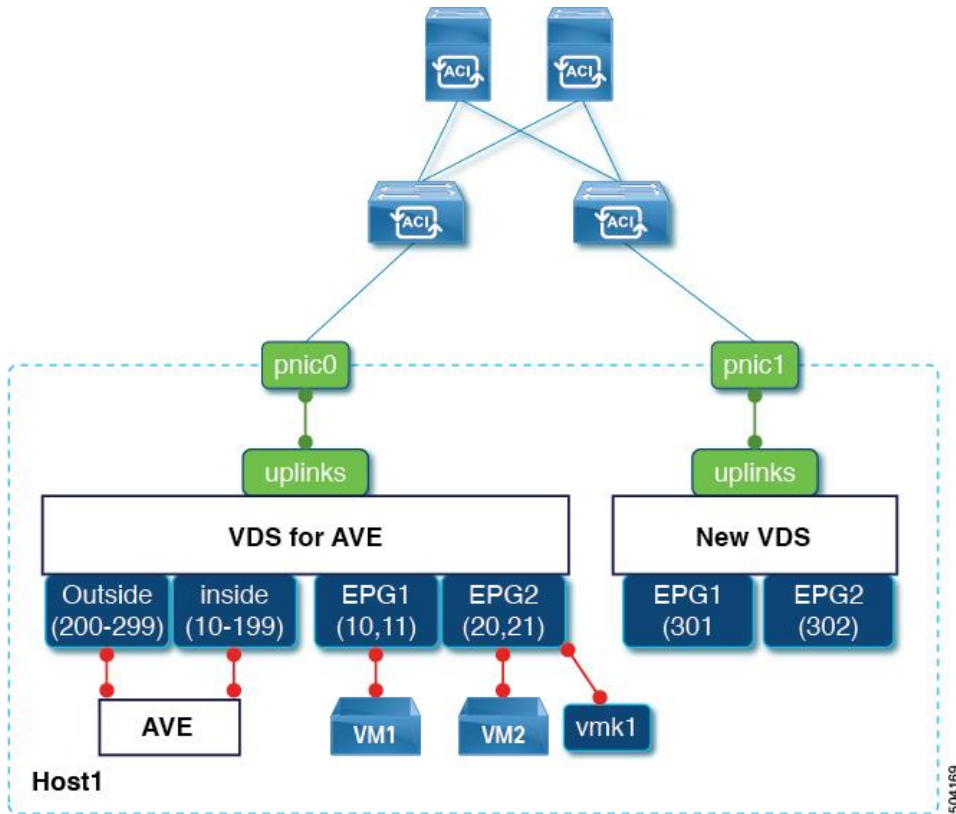 ACI
ACI
ACI
ACI
pnic0
pnic1
uplinks
uplinks
VDS for AVE
New VDS
Outside
(200-299)
inside
(10-199)
EPG1
(10,11)
EPG2
(20,21)
EPG1
(301
EPG2
(302)
AVE
VM1
VM2
vmk1
Host1
504169